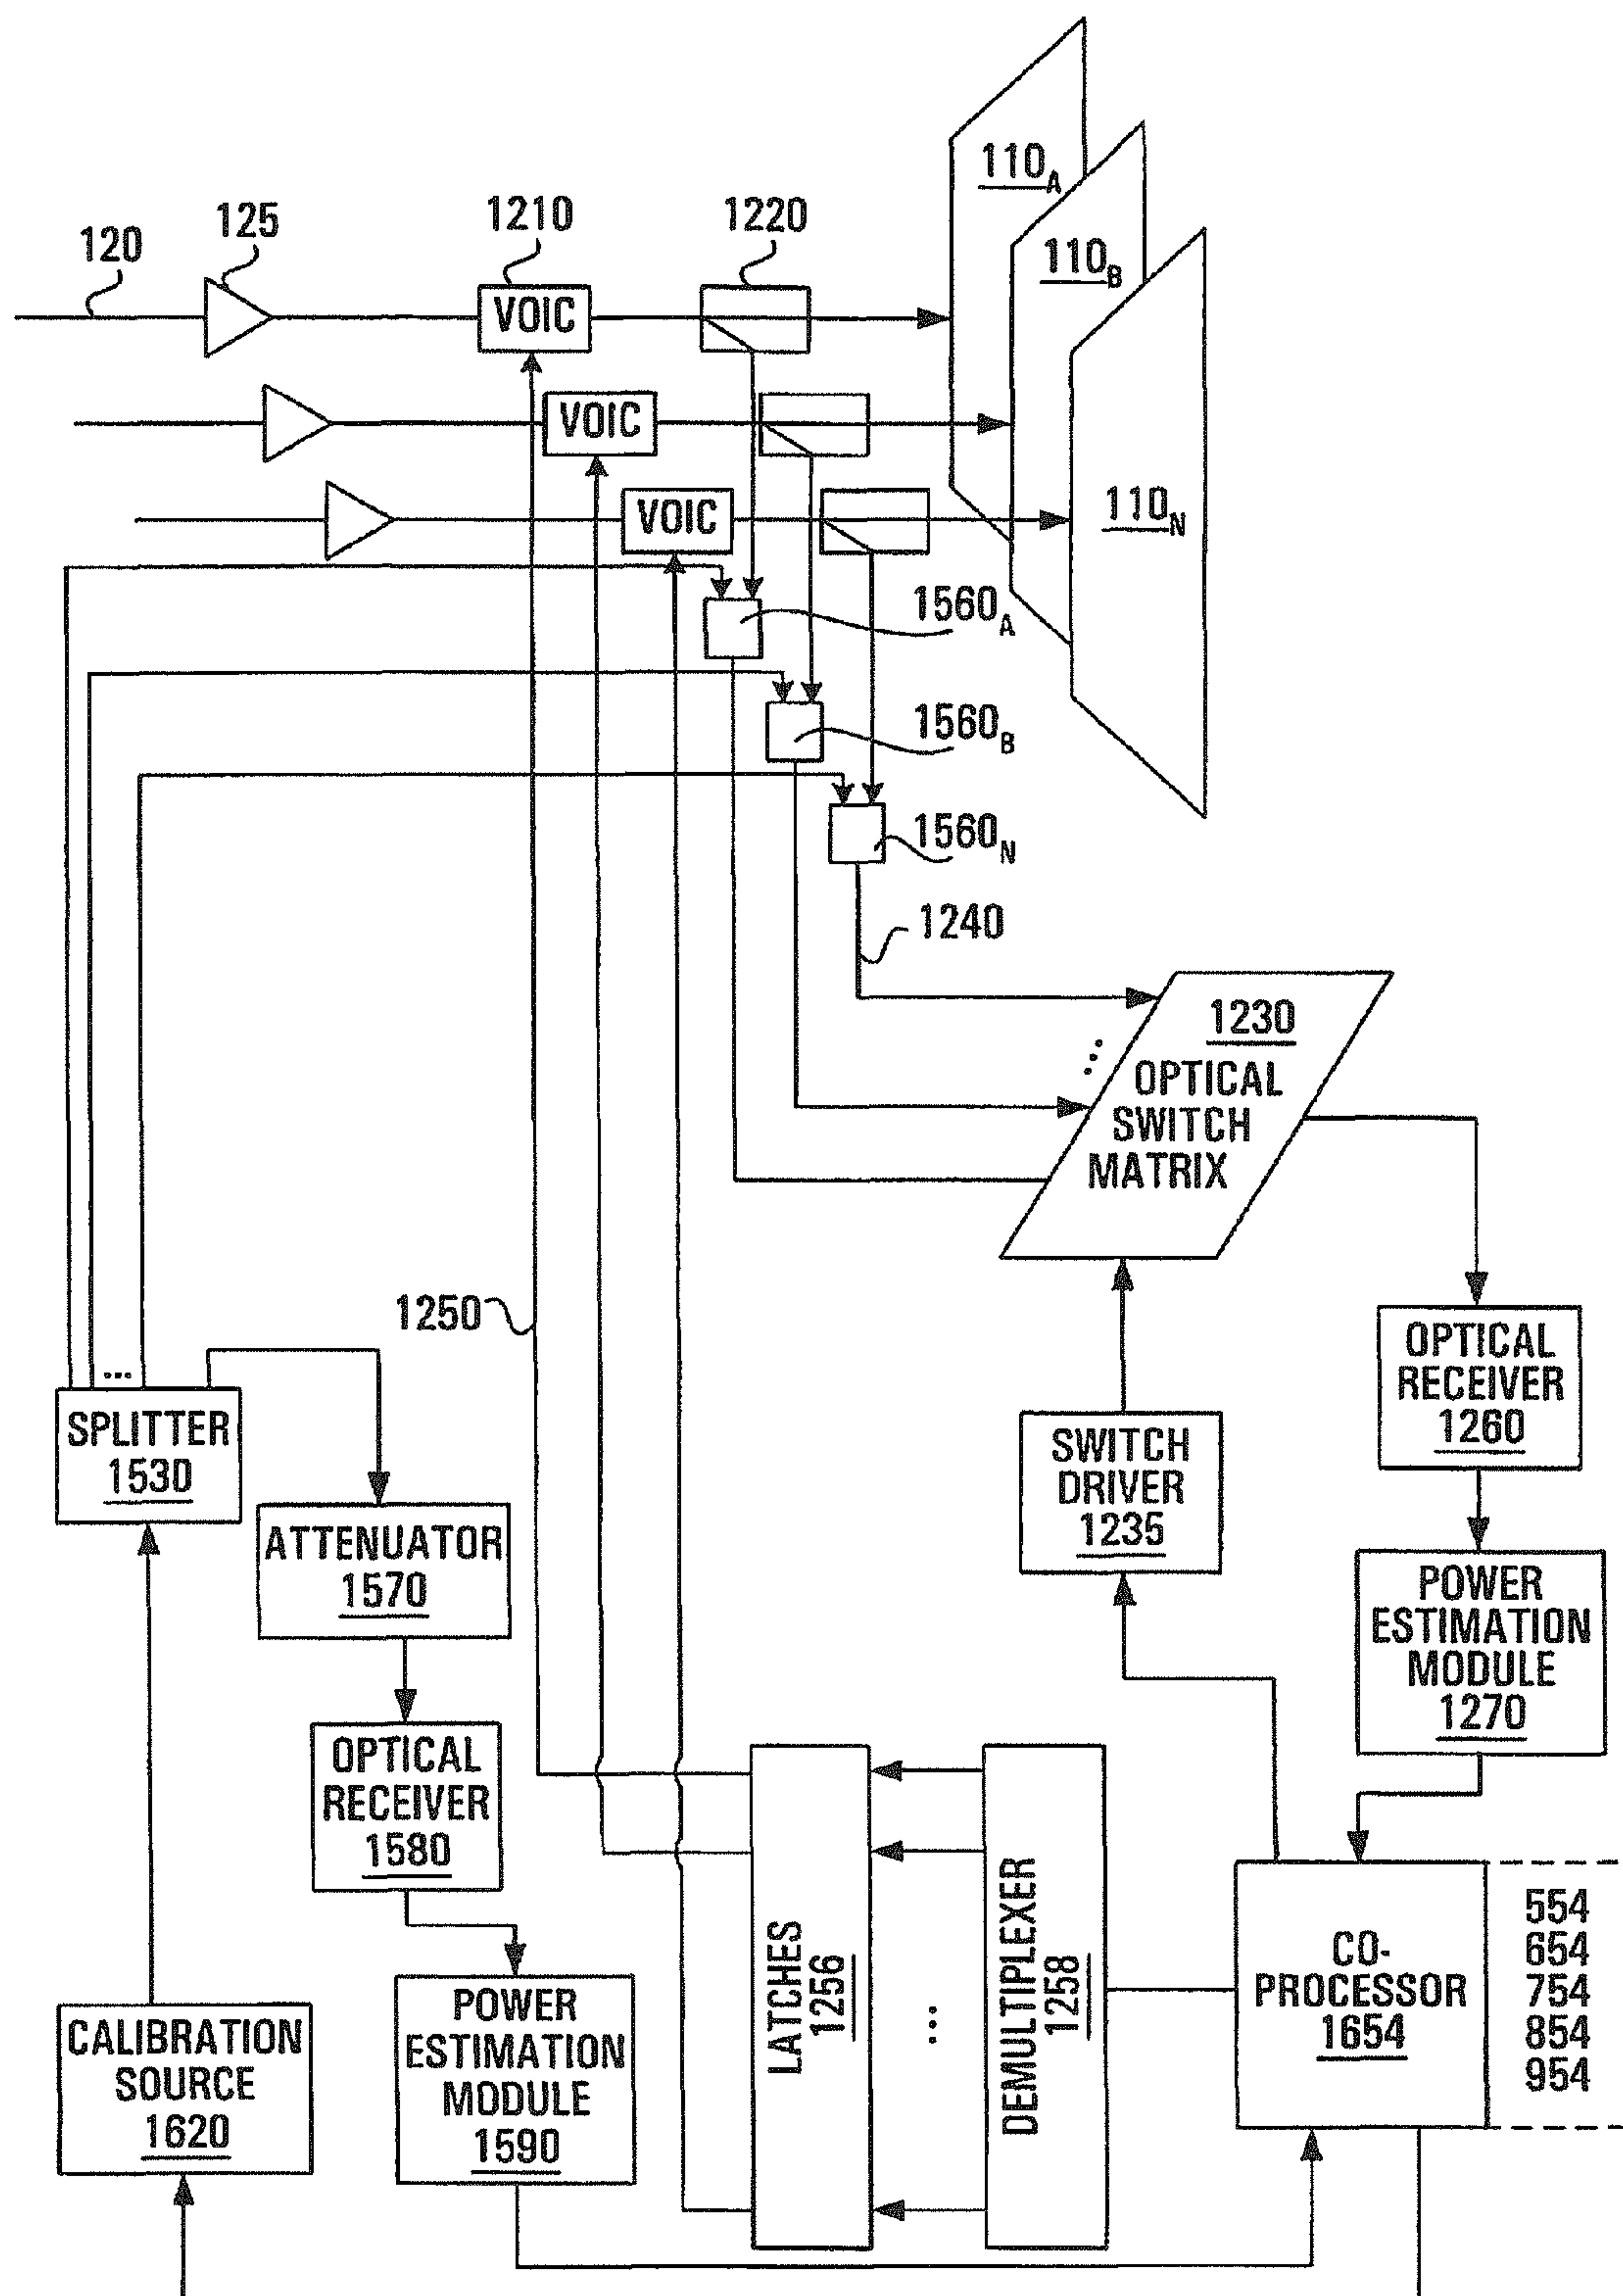 110A
125
1210
1220
120
110B
VOIC
VOIC
110N
VOIC
1560A
1560B
1560N
1240
1230
OPTICAL
SWITCH
MATRIX
1250
OPTICAL
RECEIVER
1260
...
SPLITTER
1530
SWITCH
DRIVER
1235
ATTENUATOR
1570
POWER
ESTIMATION
MODULE
1270
OPTICAL
RECEIVER
1580
LATCHES
1256
...
DEMULTIPLEXER
1258
CO-
PROCESSOR
1654
554
654
754
854
954
CALIBRATION
SOURCE
1620
POWER
ESTIMATION
MODULE
1590